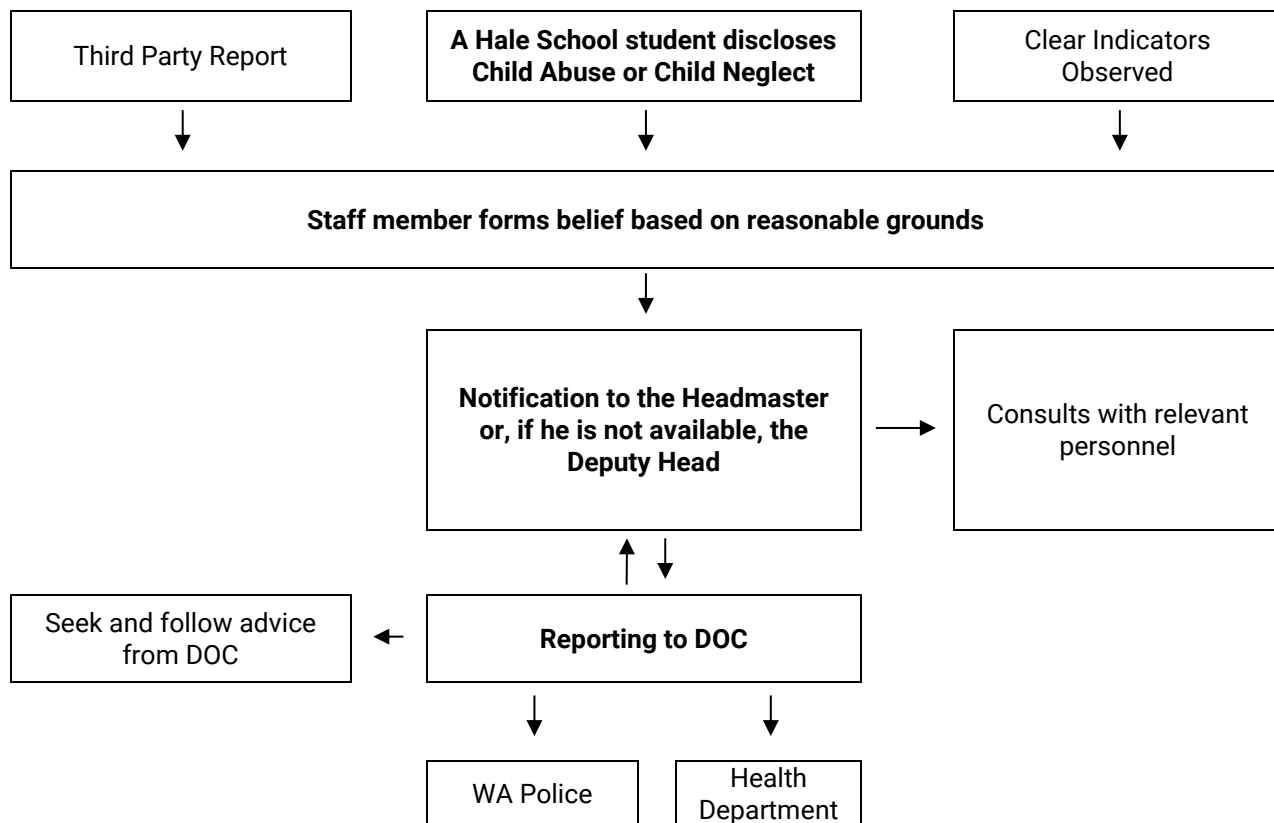 Third Party Report
A Hale School student discloses
Child Abuse or Child Neglect
Clear Indicators
Observed
Staff member forms belief based on reasonable grounds
Notification to the Headmaster
or, if he is not available, the
Deputy Head
Consults with relevant
personnel
Seek and follow advice
from DOC
Reporting to DOC
WA Police
Health
Department